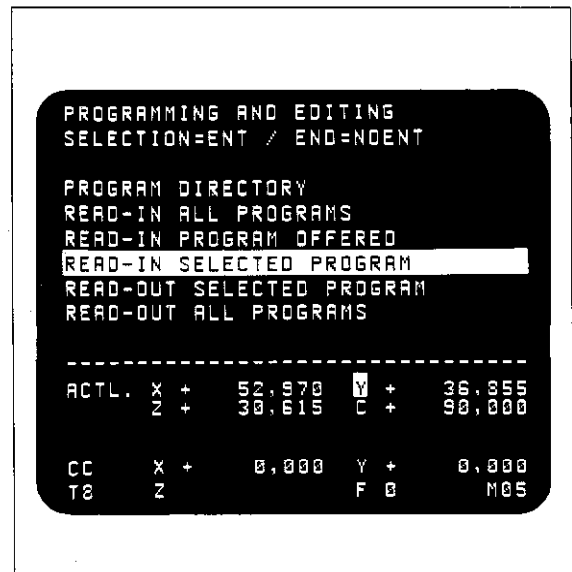 PROGRAMMING AND EDITING
SELECTION=ENT / END=NOENT
PROGRAM DIRECTORY
READ-IN ALL PROGRAMS
READ-IN PROGRAM OFFERED
READ-IN SELECTED PROGRAM
READ-OUT SELECTED PROGRAM
READ-OUT ALL PROGRAMS
--------------------------------------------
ACTL. X + 52,970 Y + 36,855
Z + 30,615 C + 90,000
CC X + 0,000 Y + 0,000
T8 Z F 0 M05